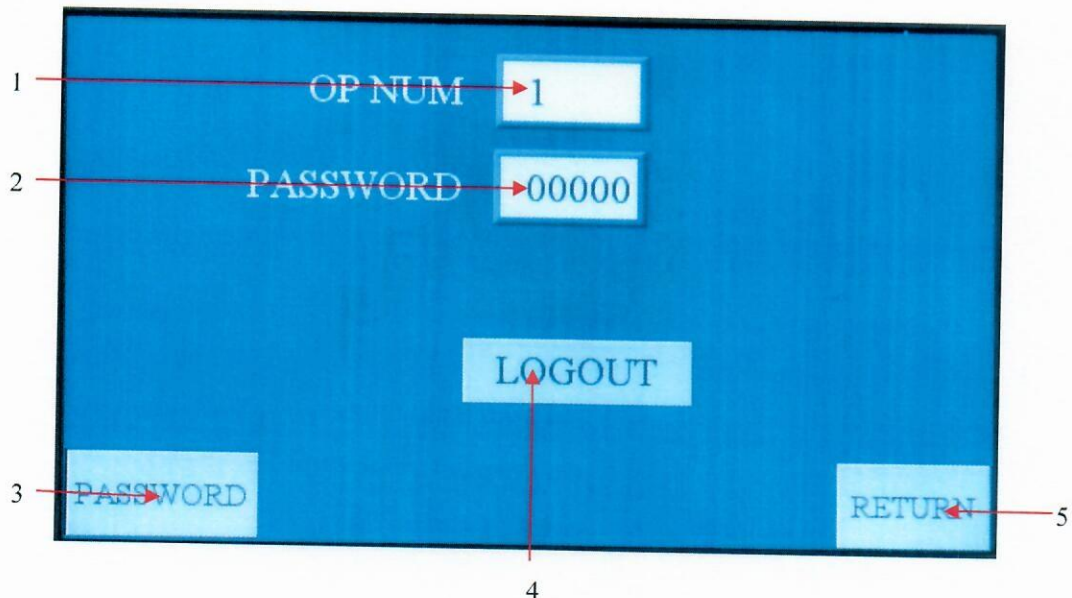 1 OP NUM 1
2 PASSWORD 00000
LOGOUT
3 PASSWORD RETURN 5
4